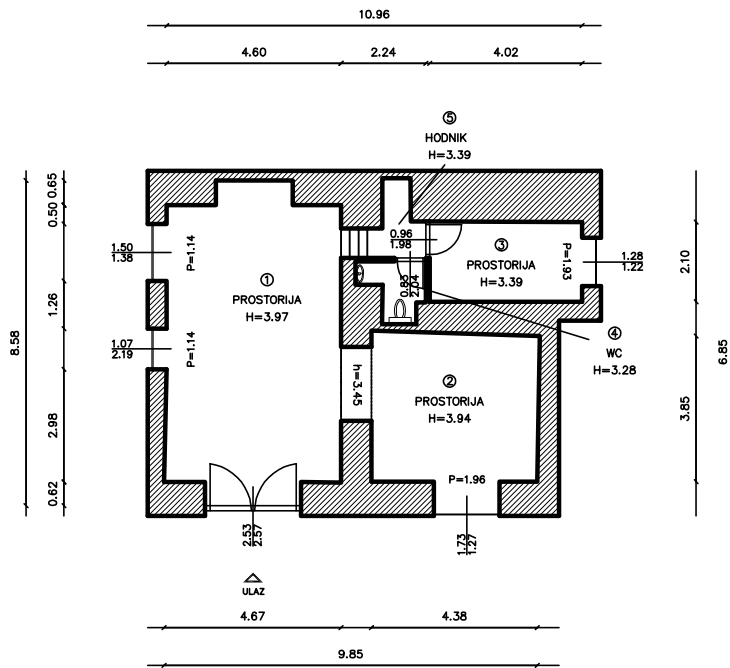 10.96
4.60
2.24
4.02
⑤
HODNIK
H=3.39
0.65
0.50
1.26
2.98
0.62
8.58
1.50
1.38
P=1.14
①
PROSTORIJA
H=3.97
1.07
2.19
P=1.14
0.96
1.98
③
PROSTORIJA
H=3.39
P=1.93
1.28
1.22
0.83
2.04
④
WC
H=3.28
2.10
3.85
6.85
h=3.45
②
PROSTORIJA
H=3.94
P=1.96
2.53
2.57
1.73
1.27
ULAZ
4.67
4.38
9.85